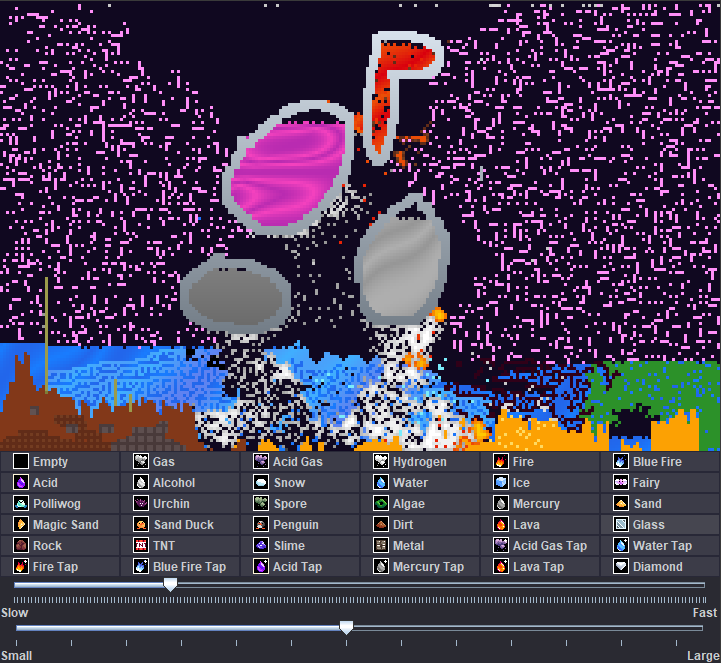 Empty Gas Acid Gas Hydrogen Fire Blue Fire
Acid Alcohol Snow Water Ice Fairy
Polliwog Urchin Spore Algae Mercury Sand
Magic Sand Sand Duck Penguin Dirt Lava Glass
Rock TNT Slime Metal Acid Gas Tap Water Tap
Fire Tap Blue Fire Tap Acid Tap Mercury Tap Lava Tap Diamond
Slow Fast
Small Large